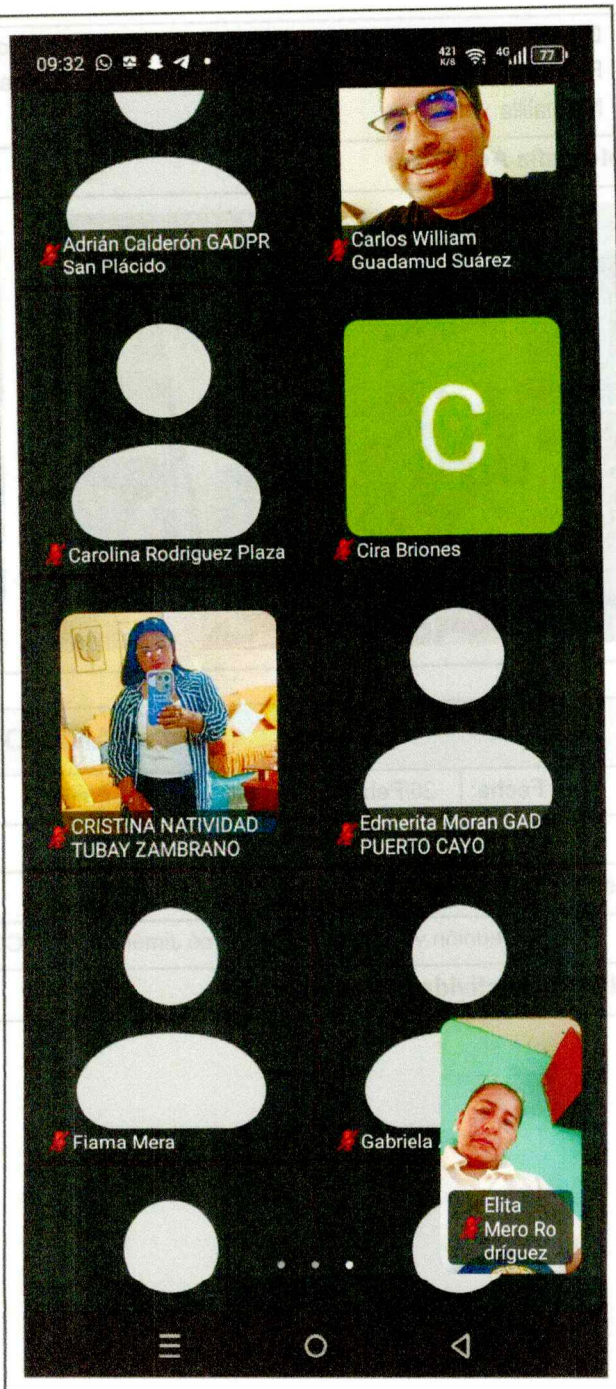 09:32
421 K/B 4G 77
Adrián Calderón GADPR
San Plácido
Carlos William
Guadamud Suárez
C
Carolina Rodriguez Plaza
Cira Briones
CRISTINA NATIVIDAD
TUBAY ZAMBRANO
Edmerita Moran GAD
PUERTO CAYO
Fecha
Fiama Mera
Gabriela
Elita
Mero Ro
dríguez